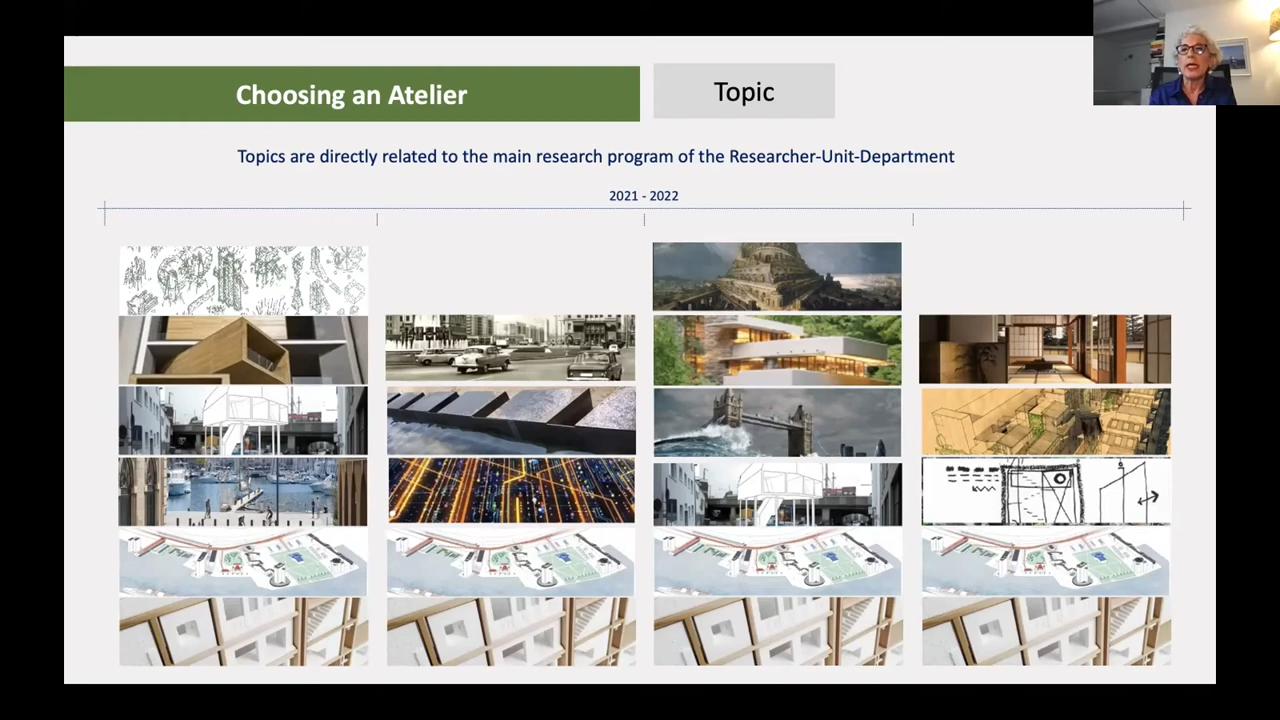 Choosing an Atelier
Topic
Topics are directly related to the main research program of the Researcher-Unit-Department
2021 - 2022